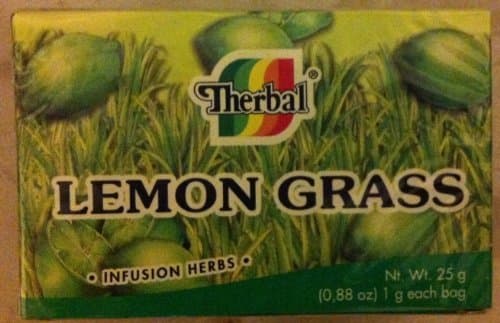 Therbal®
LEMON GRASS
• INFUSION HERBS •
Nt. Wt. 25 g
(0,88 oz) 1 g each bag